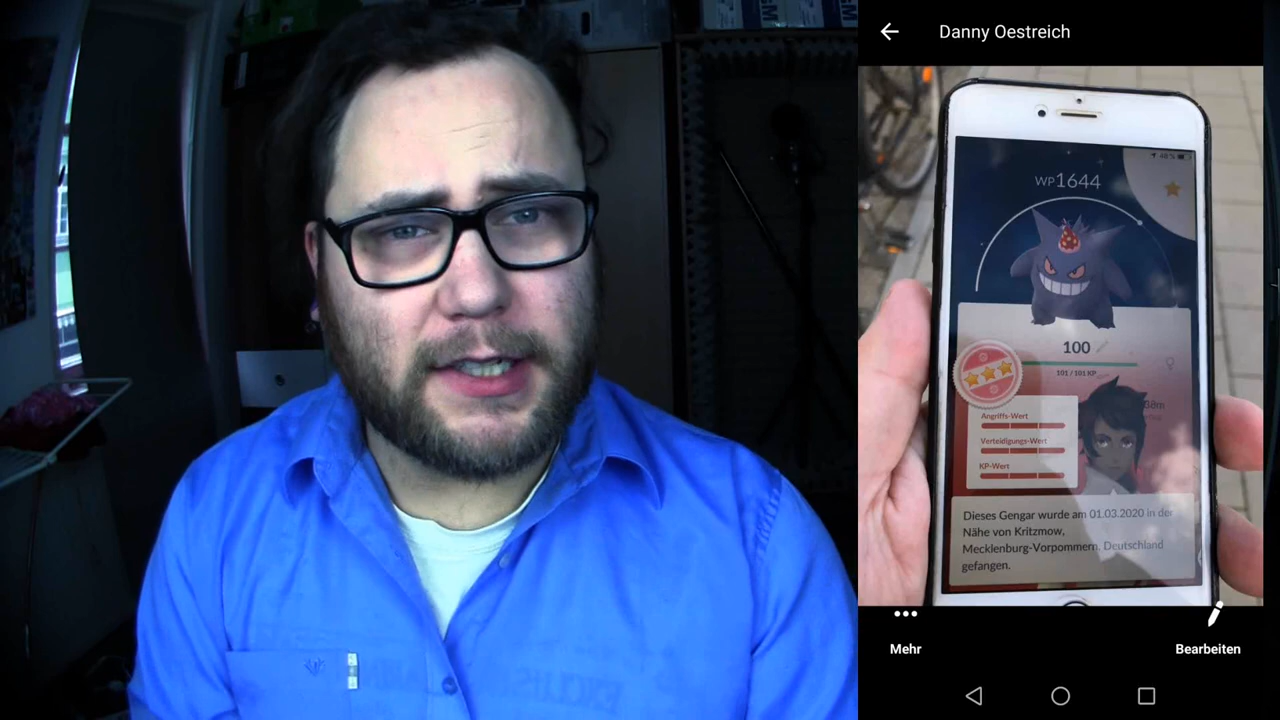 Danny Oestreich
48 %
WP1644
100
101 / 101 KP
Angriffs-Wert
Verteidigungs-Wert
KP-Wert
Dieses Gengar wurde am 01.03.2020 in der
Nähe von Kritzmow,
Mecklenburg-Vorpommern, Deutschland
gefangen.
Mehr
Bearbeiten